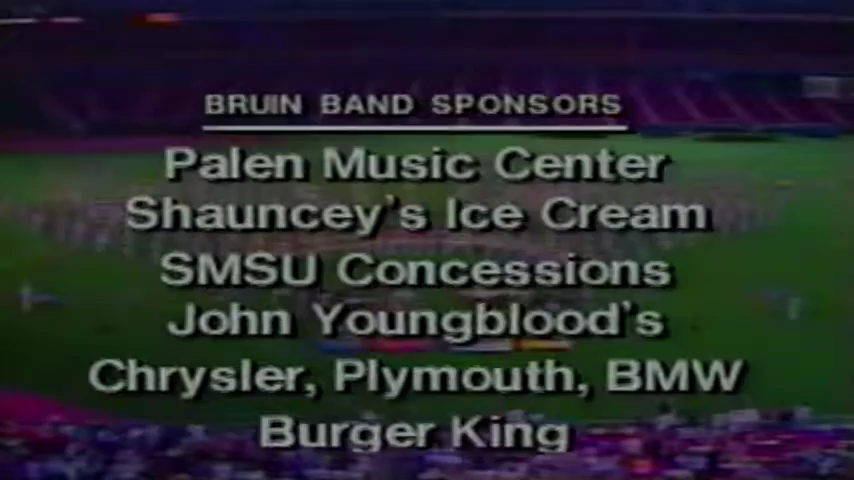 BRUIN BAND SPONSORS
Palen Music Center
Shauncey's Ice Cream
SMSU Concessions
John Youngblood's
Chrysler, Plymouth, BMW
Burger King